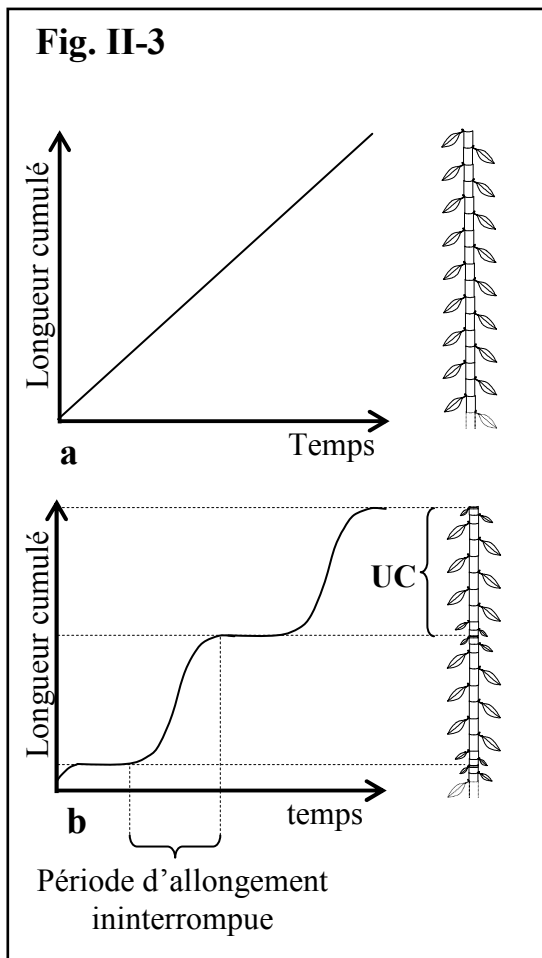 Fig. II-3
Longueur cumulé
Temps
a
Longueur cumulé
UC
temps
b
Période d'allongement
ininterrompue